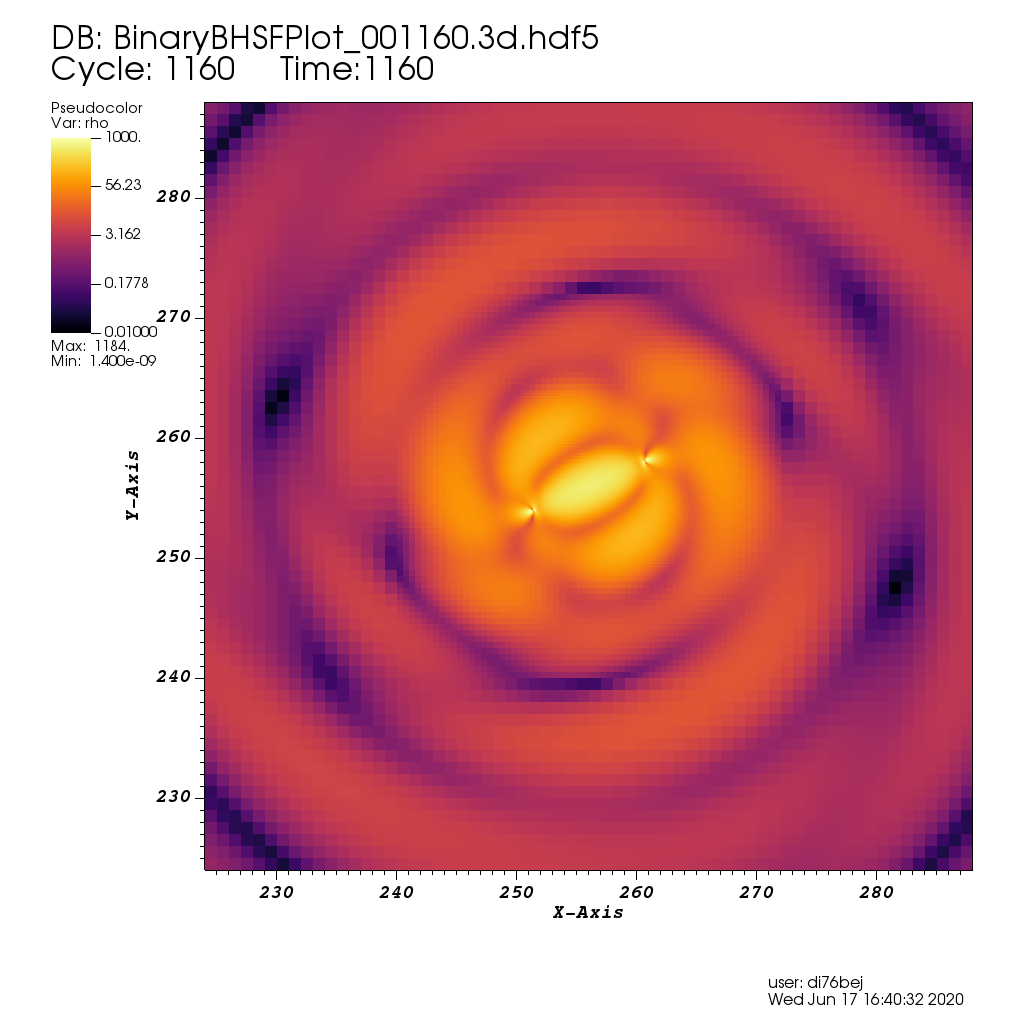 DB: BinaryBHSFPlot_001160.3d.hdf5
Cycle: 1160 Time:1160
Pseudocolor
Var: rho
1000.
56.23
3.162
0.1778
0.01000
Max: 1184.
Min: 1.400e-09
280
270
260
250
240
230
Y-Axis
230 240 250 260 270 280
X-Axis
user: di76bej
Wed Jun 17 16:40:32 2020